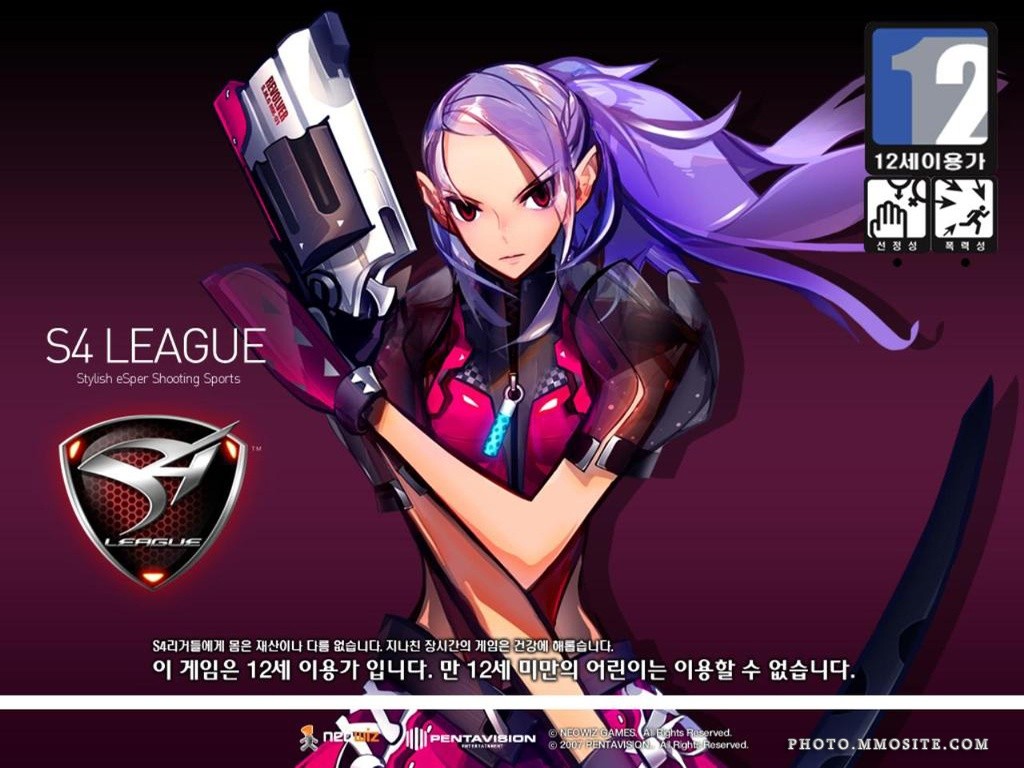 REVOLVER
12
12세이용가
선정성 폭력성
S4 LEAGUE
Stylish eSper Shooting Sports
S4
TM
LEAGUE
S4리거들에게 몸은 재산이나 다름 없습니다. 지나친 장시간의 게임은 건강에 해롭습니다.
이 게임은 12세 이용가 입니다. 만 12세 미만의 어린이는 이용할 수 없습니다.
neowiz PENTAVISION ENTERTAINMENT
© NEOWIZ GAMES. All Rights Reserved.
© 2007 PENTAVISION. All Rights Reserved.
PHOTO.MMOSITE.COM